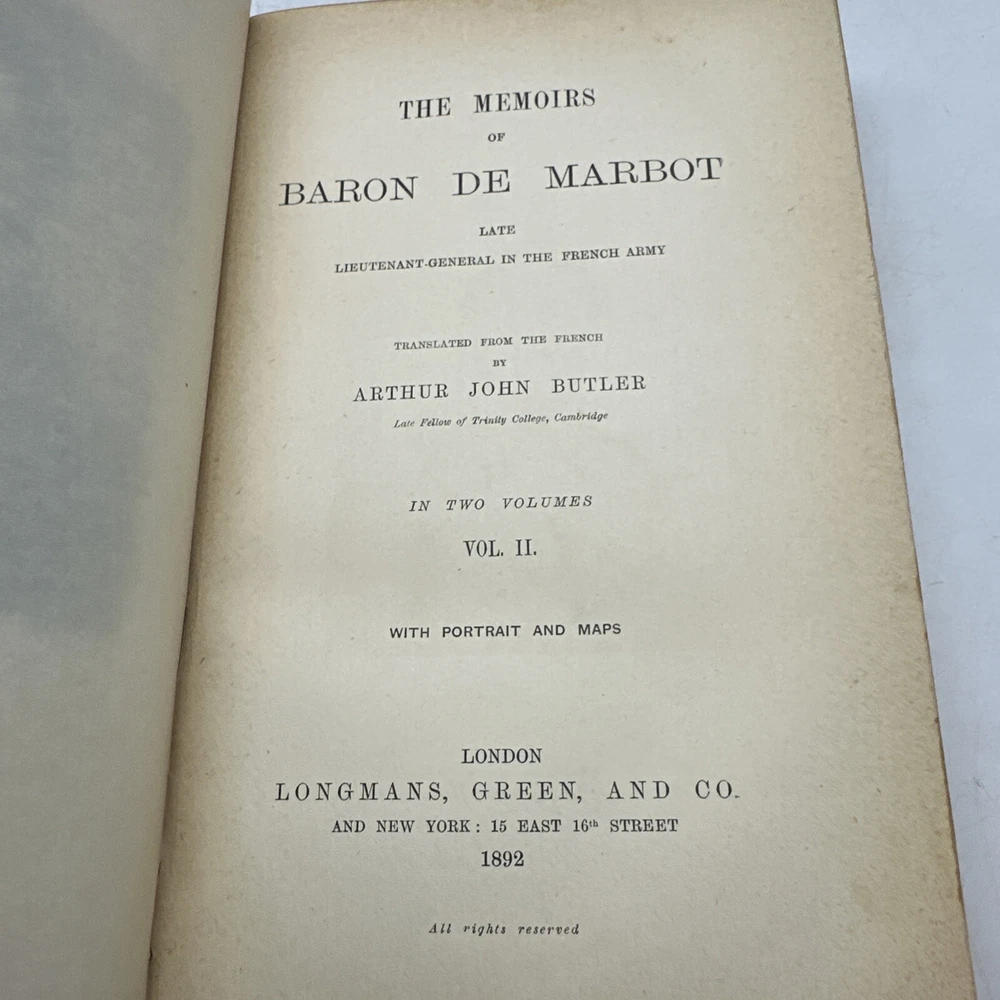 THE MEMOIRS
OF
BARON DE MARBOT
LATE
LIEUTENANT-GENERAL IN THE FRENCH ARMY
TRANSLATED FROM THE FRENCH
BY
ARTHUR JOHN BUTLER
Late Fellow of Trinity College, Cambridge
IN TWO VOLUMES
VOL. II.
WITH PORTRAIT AND MAPS
LONDON
LONGMANS, GREEN, AND CO.
AND NEW YORK: 15 EAST 16th STREET
1892
All rights reserved